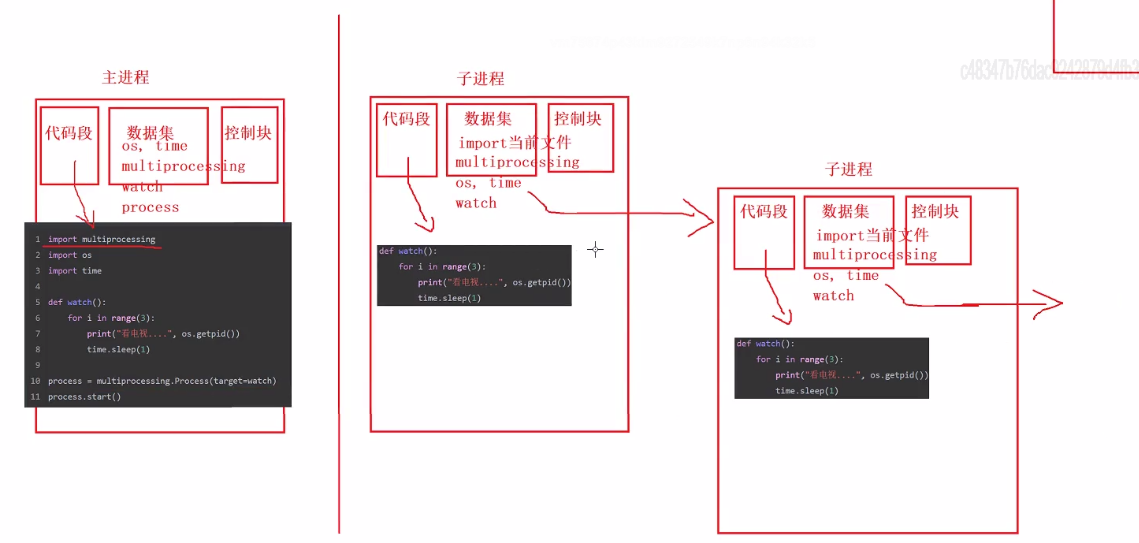 主进程
代码段
数据集
控制块
os, time
multiprocessing
watch
process
1 import multiprocessing
2 import os
3 import time
4
5 def watch():
6 for i in range(3):
7 print("看电视....", os.getpid())
8 time.sleep(1)
9
10 process = multiprocessing.Process(target=watch)
11 process.start()
子进程
代码段
数据集
控制块
import当前文件
multiprocessing
os, time
watch
def watch():
for i in range(3):
print("看电视....", os.getpid())
time.sleep(1)
子进程
代码段
数据集
控制块
import当前文件
multiprocessing
os, time
watch
def watch():
for i in range(3):
print("看电视....", os.getpid())
time.sleep(1)